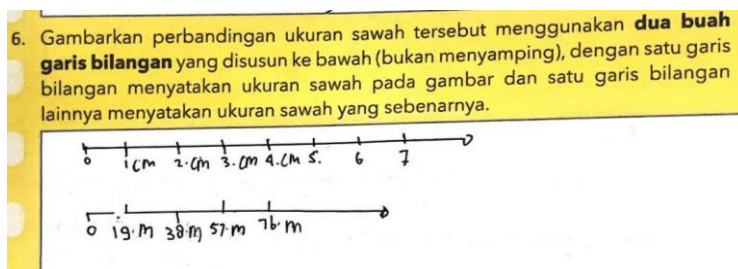 6. Gambarkan perbandingan ukuran sawah tersebut menggunakan dua buah
garis bilangan yang disusun ke bawah (bukan menyamping), dengan satu garis
bilangan menyatakan ukuran sawah pada gambar dan satu garis bilangan
lainnya menyatakan ukuran sawah yang sebenarnya.
0 1 cm 2.cm 3.cm 4.cm 5. 6 7
0 19.m 38.m 57.m 76.m